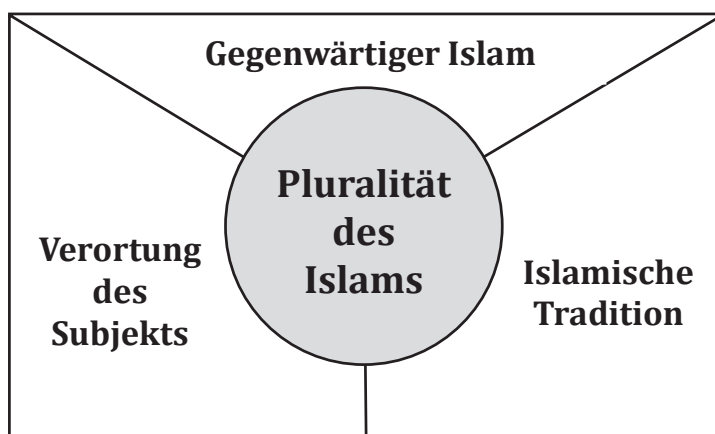 Gegenwärtiger Islam
Pluralität
des
Islams
Verortung
des
Subjekts
Islamische
Tradition